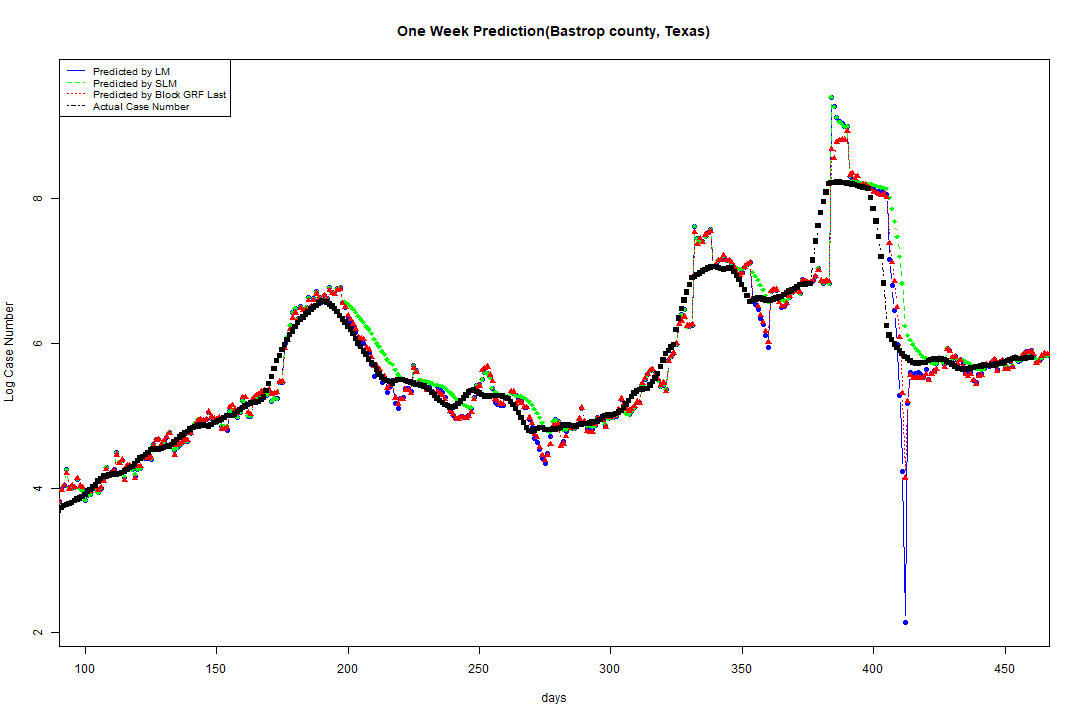 One Week Prediction(Bastrop county, Texas)
Predicted by LM
Predicted by SLM
Predicted by Block GRF Last
Actual Case Number
Log Case Number
8
6
4
2
100 150 200 250 300 350 400 450
days